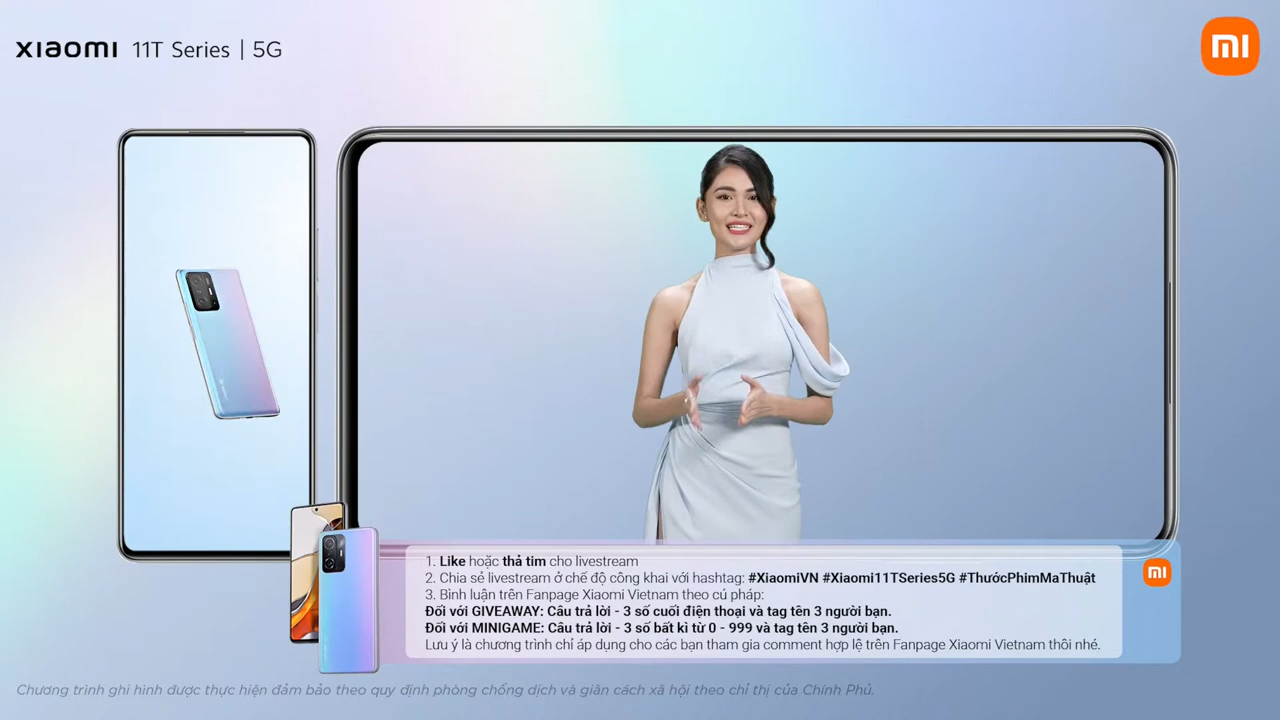 xiaomi 11T Series | 5G
mi
1. Like hoặc thả tim cho livestream
2. Chia sẻ livestream ở chế độ công khai với hashtag: #XiaomiVN #Xiaomi11TSeries5G #ThướcPhimMaThuật
3. Bình luận trên Fanpage Xiaomi Vietnam theo cú pháp:
Đối với GIVEAWAY: Câu trả lời - 3 số cuối điện thoại và tag tên 3 người bạn.
Đối với MINIGAME: Câu trả lời - 3 số bất kì từ 0 - 999 và tag tên 3 người bạn.
Lưu ý là chương trình chỉ áp dụng cho các bạn tham gia comment hợp lệ trên Fanpage Xiaomi Vietnam thôi nhé.
mi
Chương trình ghi hình được thực hiện đảm bảo theo quy định phòng chống dịch và giãn cách xã hội theo chỉ thị của Chính Phủ.